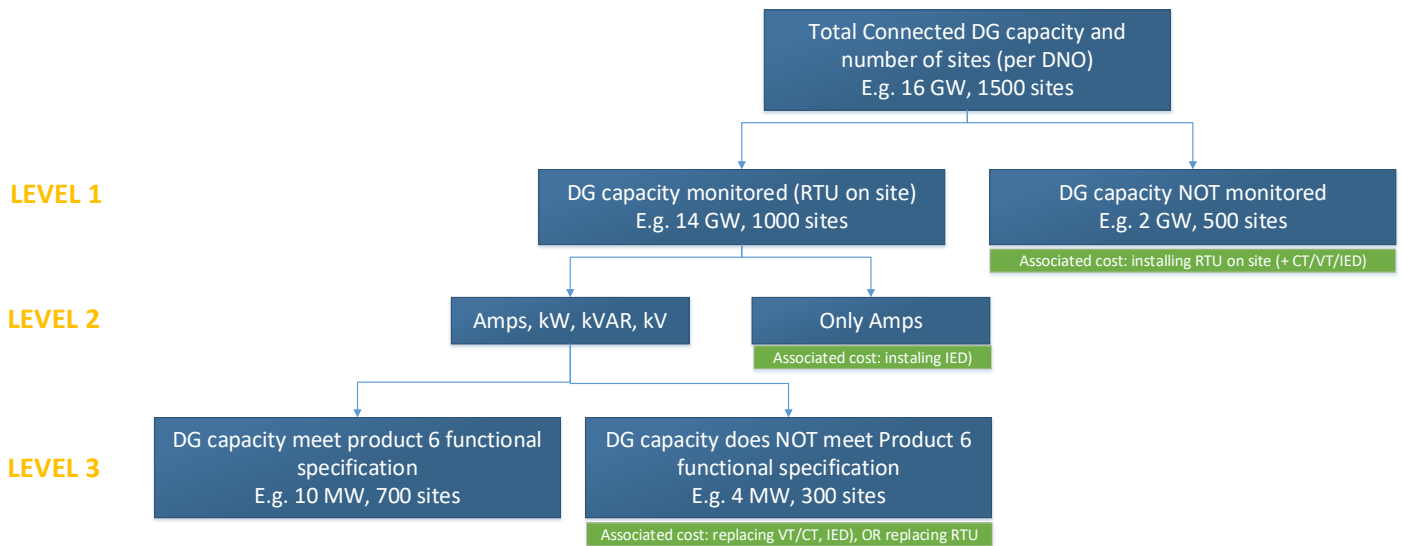 Total Connected DG capacity and
number of sites (per DNO)
E.g. 16 GW, 1500 sites
LEVEL 1
DG capacity monitored (RTU on site)
E.g. 14 GW, 1000 sites
DG capacity NOT monitored
E.g. 2 GW, 500 sites
Associated cost: installing RTU on site (+ CT/VT/IED)
LEVEL 2
Amps, kW, kVAR, kV
Only Amps
Associated cost: instaling IED)
LEVEL 3
DG capacity meet product 6 functional
specification
E.g. 10 MW, 700 sites
DG capacity does NOT meet Product 6
functional specification
E.g. 4 MW, 300 sites
Associated cost: replacing VT/CT, IED), OR replacing RTU